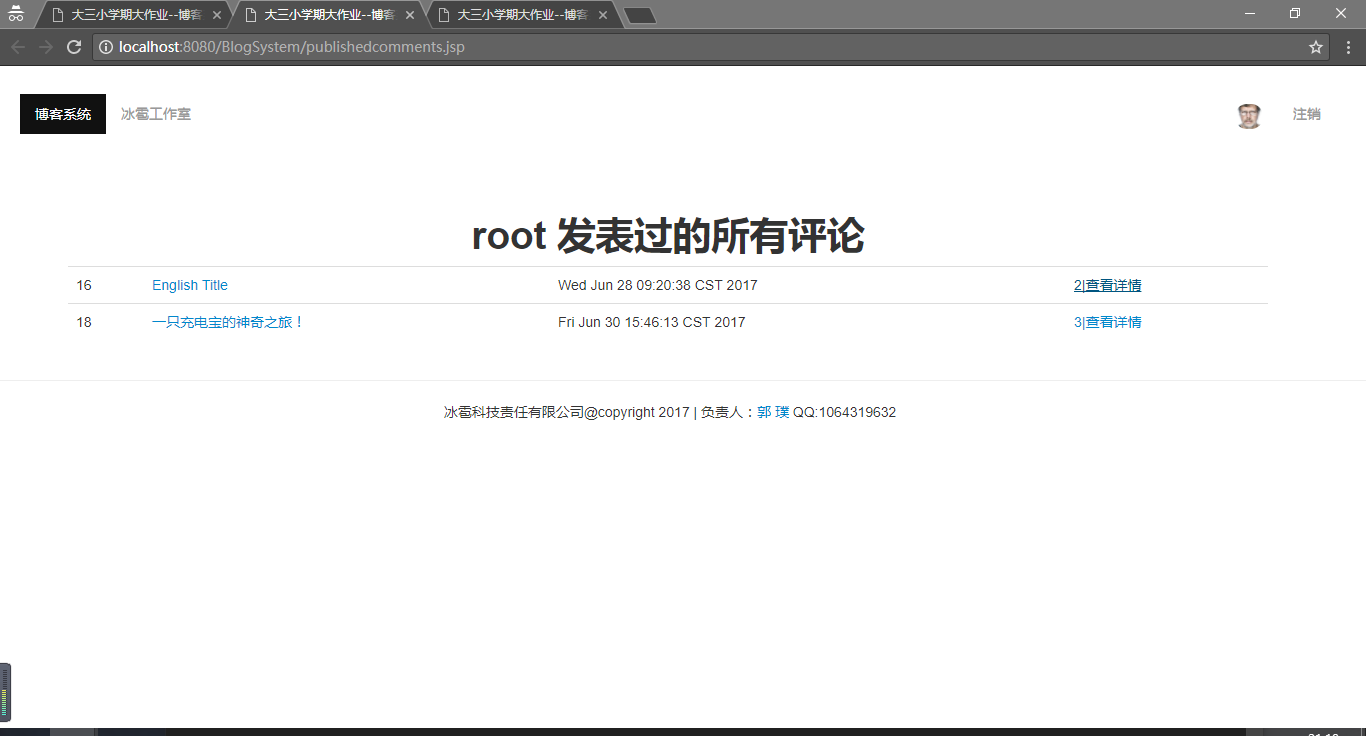 大三小学期大作业--博客 大三小学期大作业--博客 大三小学期大作业--博客
localhost:8080/BlogSystem/publishedcomments.jsp
博客系统 冰雹工作室 注销
root 发表过的所有评论
16 English Title Wed Jun 28 09:20:38 CST 2017 2|查看详情
18 一只充电宝的神奇之旅！ Fri Jun 30 15:46:13 CST 2017 3|查看详情
冰雹科技责任有限公司@copyright 2017 | 负责人：郭 璞 QQ:1064319632